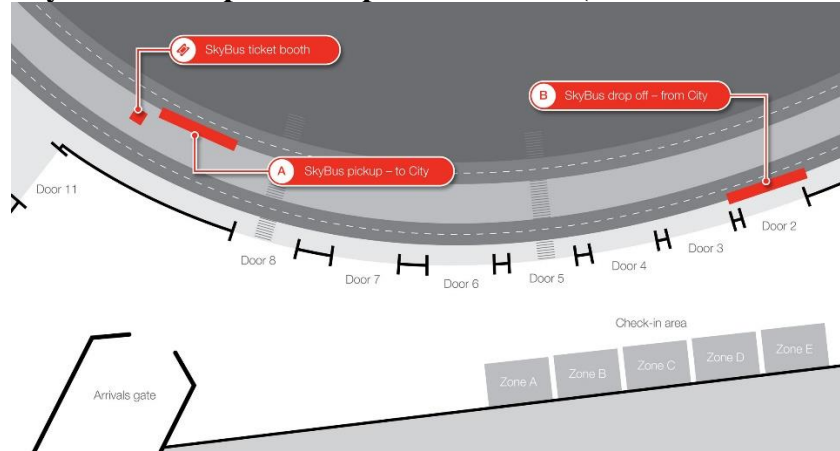 SkyBus ticket booth
B SkyBus drop off – from City
A SkyBus pickup – to City
Door 11
Door 8
Door 7
Door 6
Door 5
Door 4
Door 3
Door 2
Check-in area
Zone A
Zone B
Zone C
Zone D
Zone E
Arrivals gate